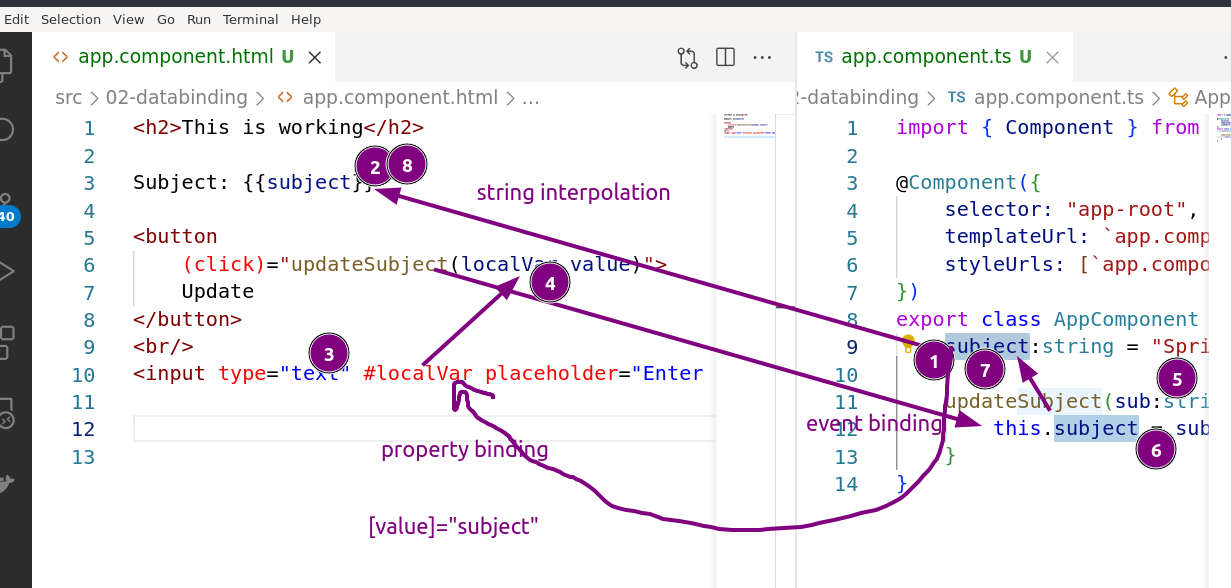 Edit Selection View Go Run Terminal Help
app.component.html U
src > 02-databinding > app.component.html > ...
1 <h2>This is working</h2>
2
3 Subject: {{subject}}
4
5 <button
6 (click)="updateSubject(localVar.value)">
7 Update
8 </button>
9 <br/>
10 <input type="text" #localVar placeholder="Enter
11
12
13
2 8
string interpolation
4
3
property binding
[value]="subject"
40
TS app.component.ts U
-databinding > TS app.component.ts > App
1 import { Component } from
2
3 @Component({
4 selector: "app-root",
5 templateUrl: `app.comp
6 styleUrls: [`app.compo
7 })
8 export class AppComponent
9 subject:string = "Spri
10
11 updateSubject(sub:stri
12 this.subject = sub
13 }
14 }
1 7
5
event binding
6